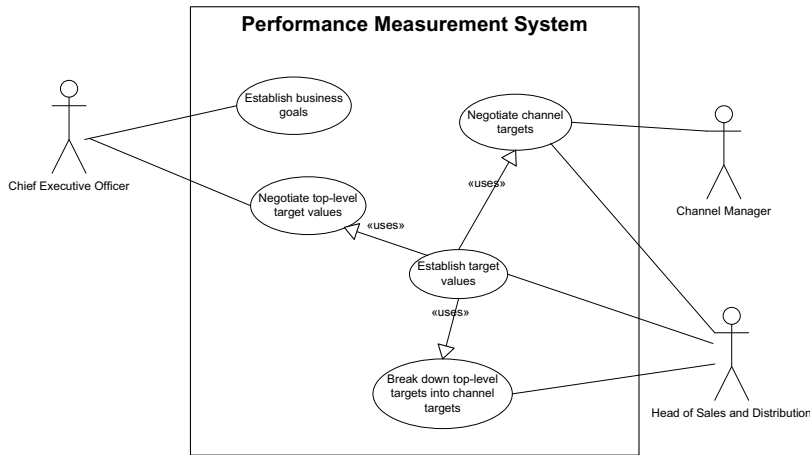 Performance Measurement System
Establish business
goals
Negotiate channel
targets
Chief Executive Officer
«uses»
Negotiate top-level
target values
Channel Manager
«uses»
Establish target
values
«uses»
Break down top-level
targets into channel
targets
Head of Sales and Distribution